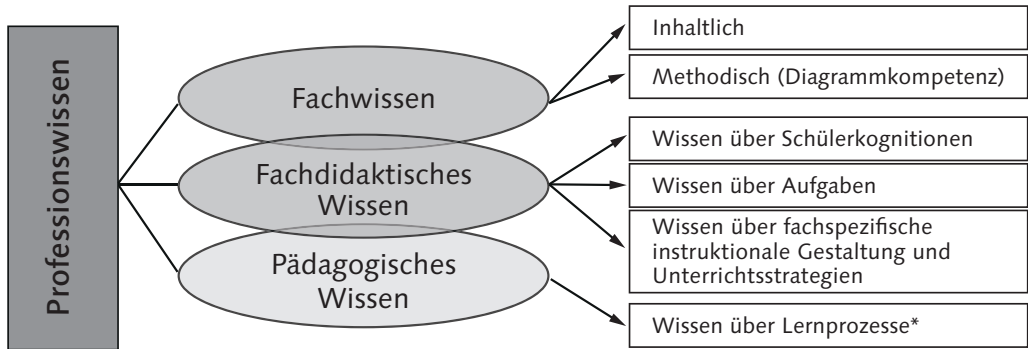 Professionswissen
Fachwissen
Inhaltlich
Methodisch (Diagrammkompetenz)
Fachdidaktisches
Wissen
Wissen über Schülerkognitionen
Wissen über Aufgaben
Wissen über fachspezifische
instruktionale Gestaltung und
Unterrichtsstrategien
Pädagogisches
Wissen
Wissen über Lernprozesse*